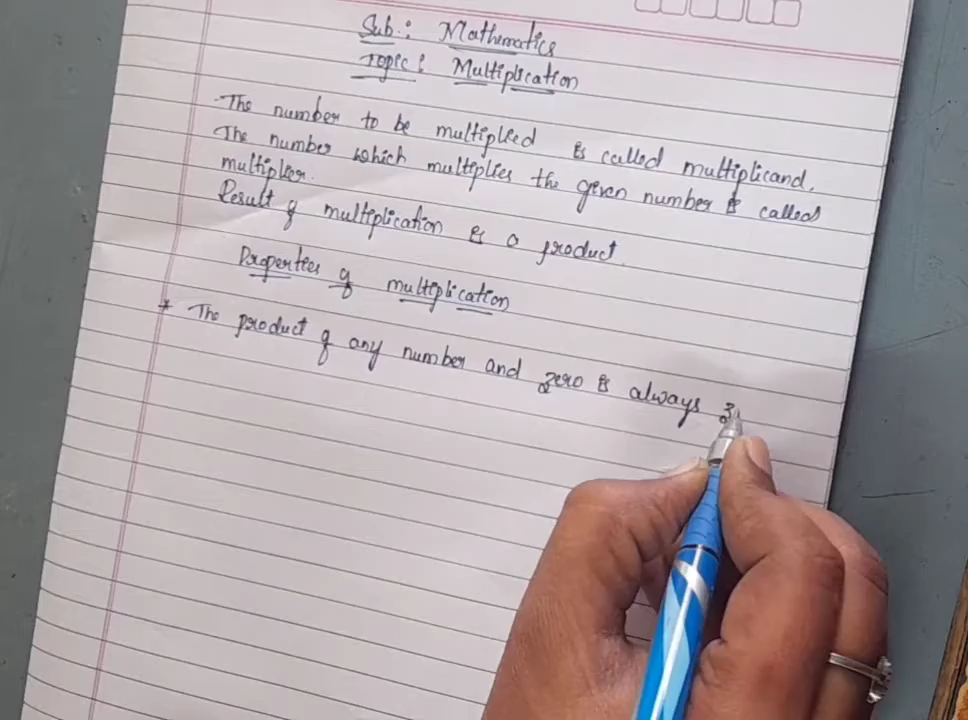 Sub.: Mathematics
Topic: Multiplication
The number to be multiplied is called multiplicand.
The number which multiplies the given number is called
multiplier.
Result of multiplication is a product.
Properties of multiplication
* The product of any number and zero is always